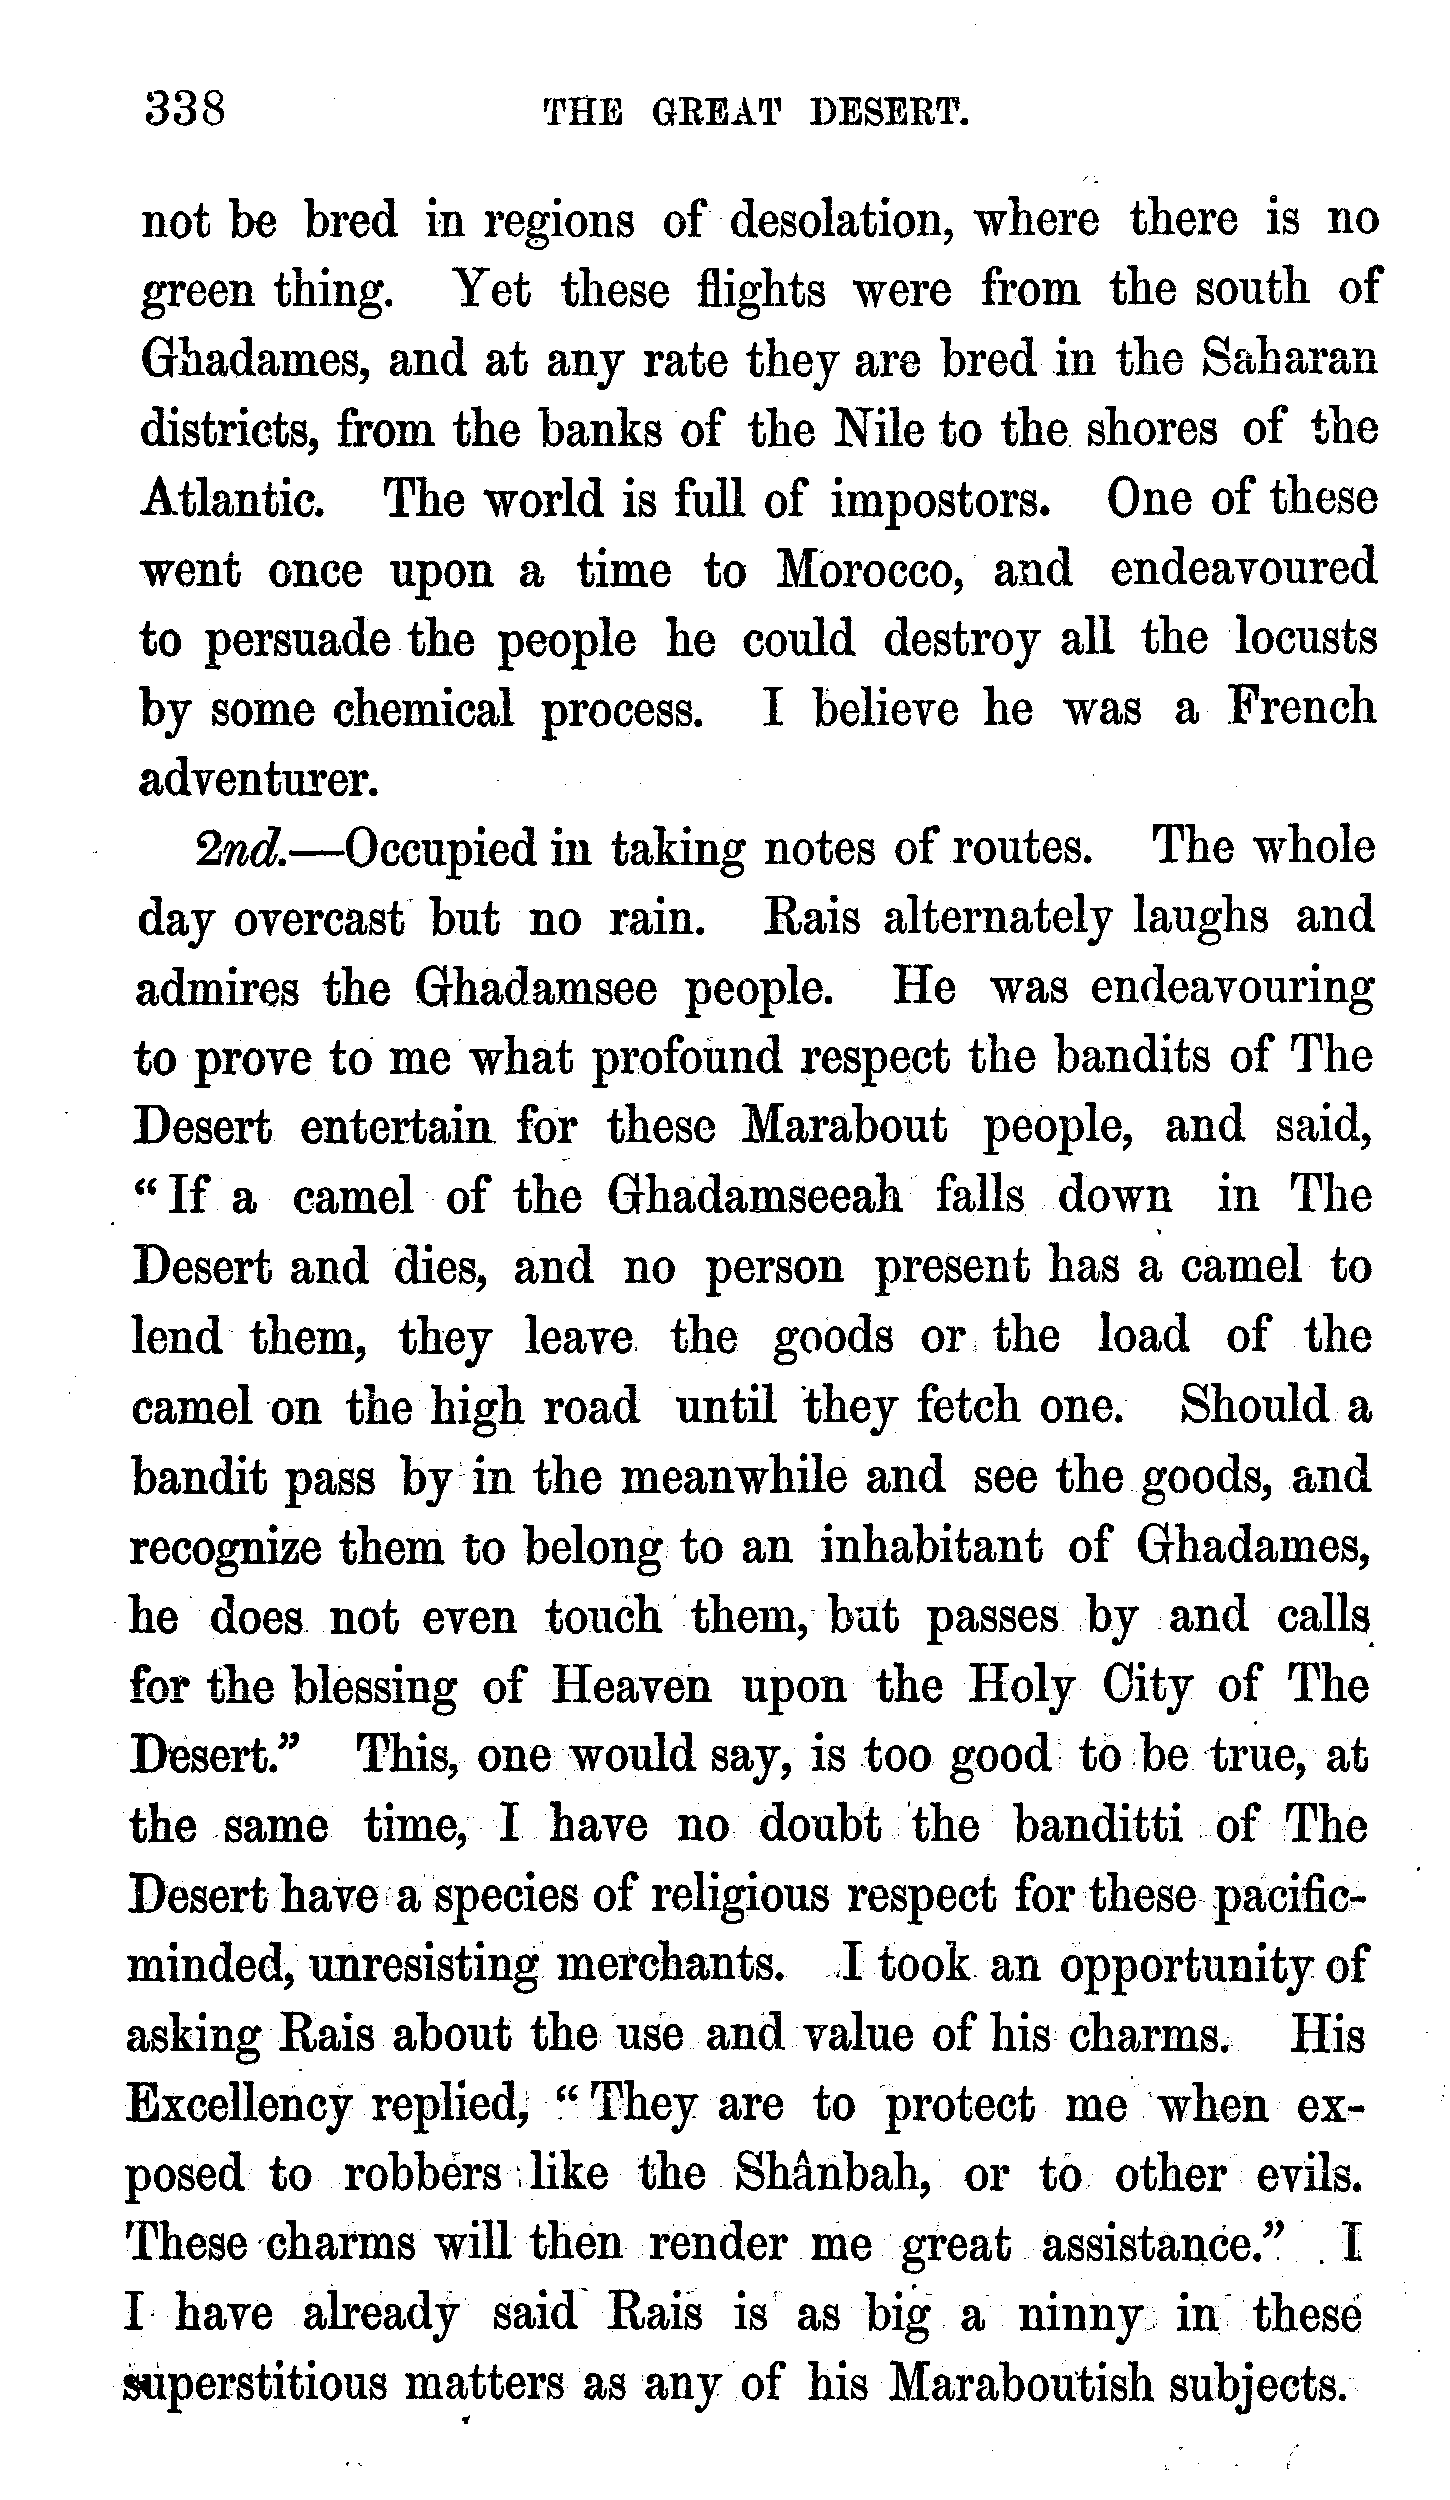 338 THE GREAT DESERT.
not be bred in regions of desolation, where there is no
green thing. Yet these flights were from the south of
Ghadames, and at any rate they are bred in the Saharan
districts, from the banks of the Nile to the shores of the
Atlantic. The world is full of impostors. One of these
went once upon a time to Morocco, and endeavoured
to persuade the people he could destroy all the locusts
by some chemical process. I believe he was a French
adventurer.
2nd.—Occupied in taking notes of routes. The whole
day overcast but no rain. Rais alternately laughs and
admires the Ghadamsee people. He was endeavouring
to prove to me what profound respect the bandits of The
Desert entertain for these Marabout people, and said,
“If a camel of the Ghadamseeah falls down in The
Desert and dies, and no person present has a camel to
lend them, they leave the goods or the load of the
camel on the high road until they fetch one. Should a
bandit pass by in the meanwhile and see the goods, and
recognize them to belong to an inhabitant of Ghadames,
he does not even touch them, but passes by and calls
for the blessing of Heaven upon the Holy City of The
Desert.” This, one would say, is too good to be true, at
the same time, I have no doubt the banditti of The
Desert have a species of religious respect for these pacific-
minded, unresisting merchants. I took an opportunity of
asking Rais about the use and value of his charms. His
Excellency replied, “They are to protect me when ex-
posed to robbers like the Shânbah, or to other evils.
These charms will then render me great assistance.” I
I have already said Rais is as big a ninny in these
superstitious matters as any of his Maraboutish subjects.